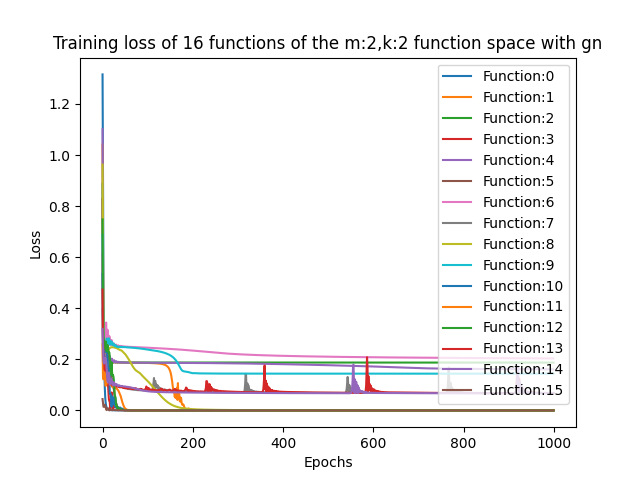 Training loss of 16 functions of the m:2,k:2 function space with gn
Loss
1.2
1.0
0.8
0.6
0.4
0.2
0.0
0
200
400
600
800
1000
Epochs
Function:0
Function:1
Function:2
Function:3
Function:4
Function:5
Function:6
Function:7
Function:8
Function:9
Function:10
Function:11
Function:12
Function:13
Function:14
Function:15